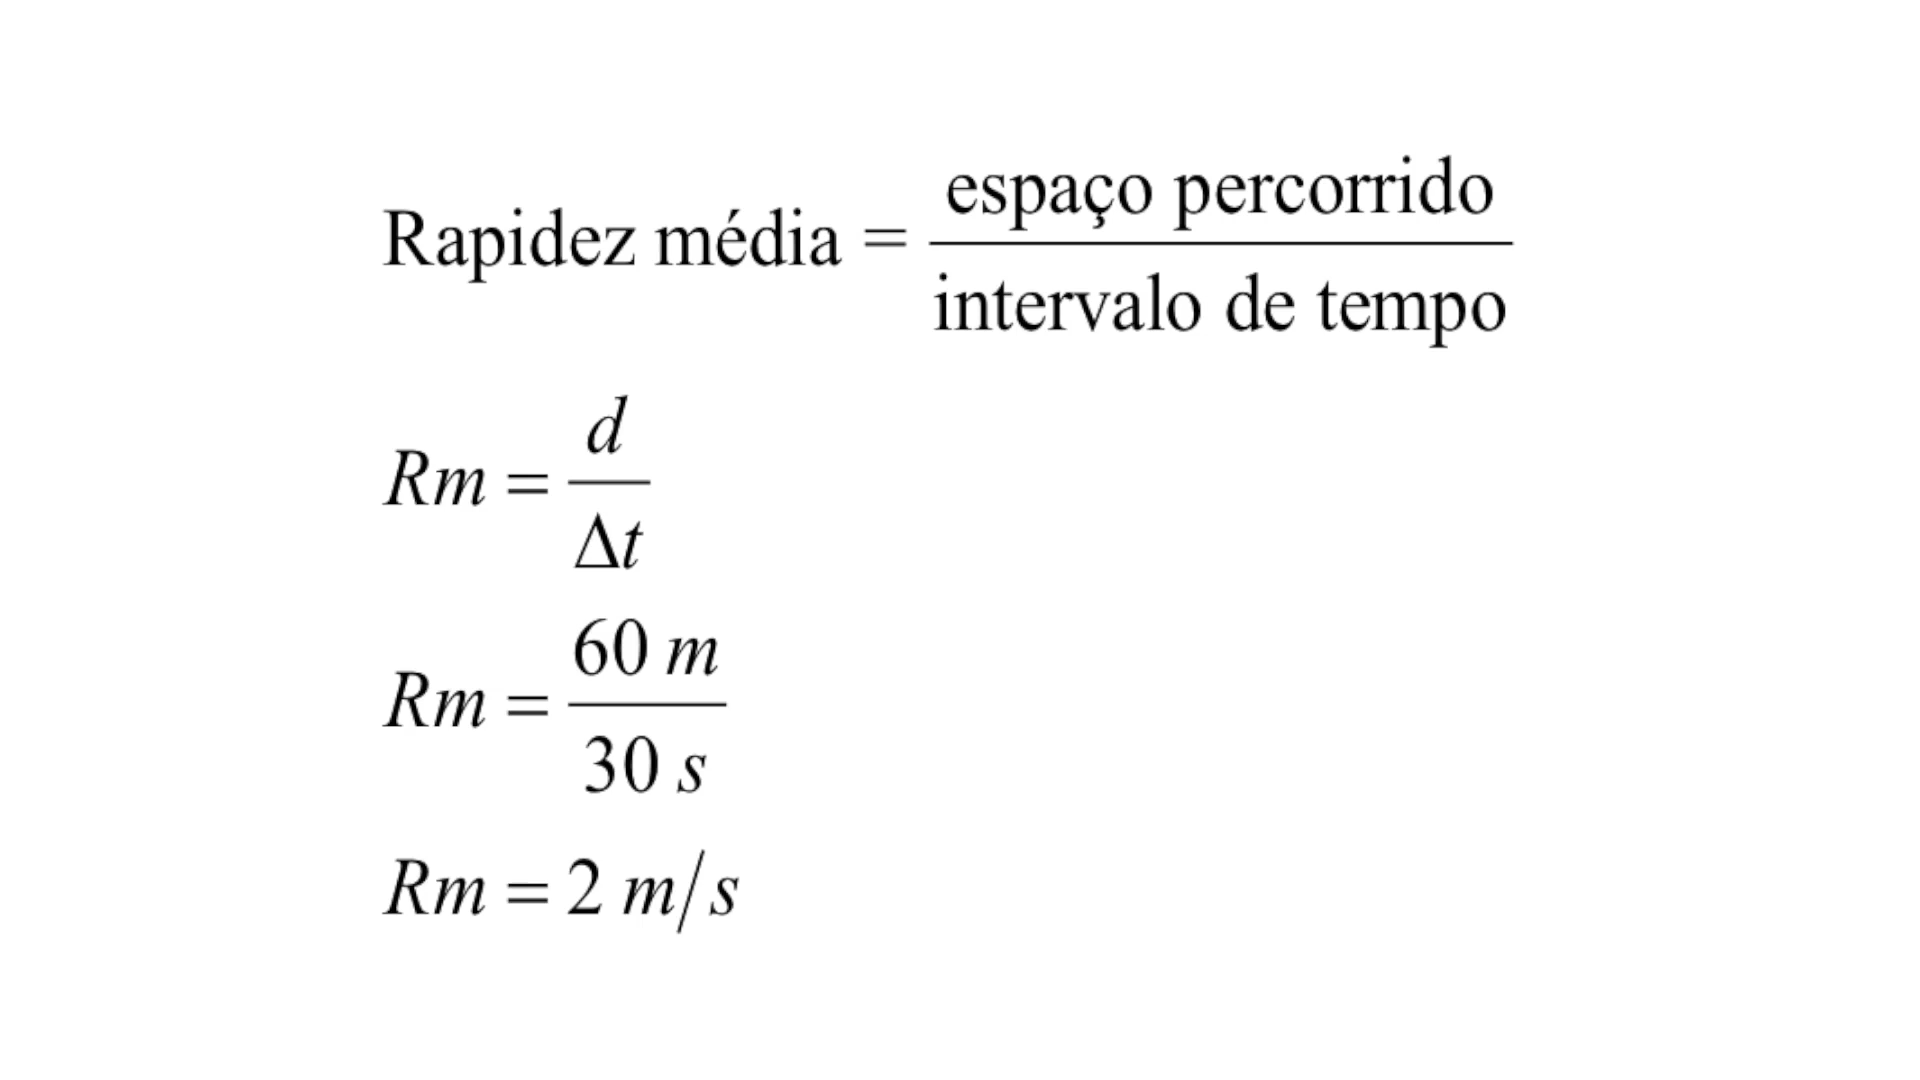 Rapidez média = espaço percorrido / intervalo de tempo
Rm = d / Δt
Rm = 60 m / 30 s
Rm = 2 m/s